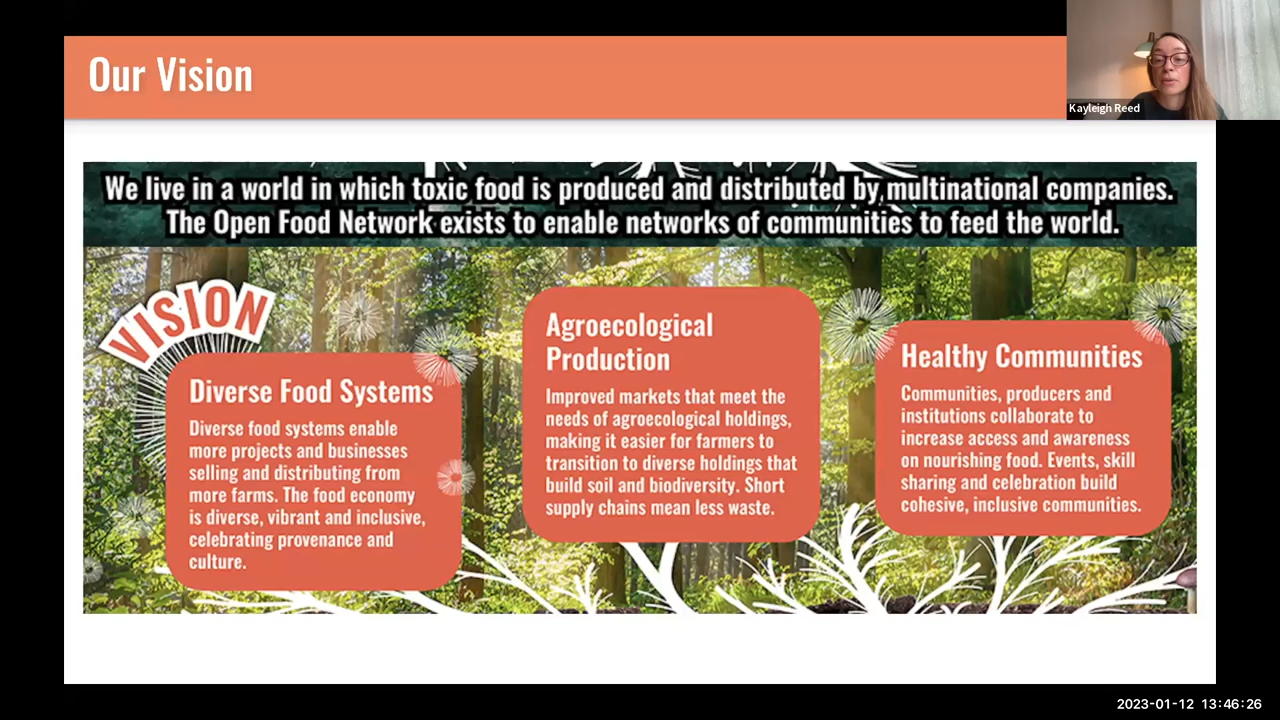 Our Vision
Kayleigh Reed
We live in a world in which toxic food is produced and distributed by multinational companies.
The Open Food Network exists to enable networks of communities to feed the world.
VISION
Diverse Food Systems
Diverse food systems enable
more projects and businesses
selling and distributing from
more farms. The food economy
is diverse, vibrant and inclusive,
celebrating provenance and
culture.
Agroecological
Production
Improved markets that meet the
needs of agroecological holdings,
making it easier for farmers to
transition to diverse holdings that
build soil and biodiversity. Short
supply chains mean less waste.
Healthy Communities
Communities, producers and
institutions collaborate to
increase access and awareness
on nourishing food. Events, skill
sharing and celebration build
cohesive, inclusive communities.
2023-01-12 13:46:26